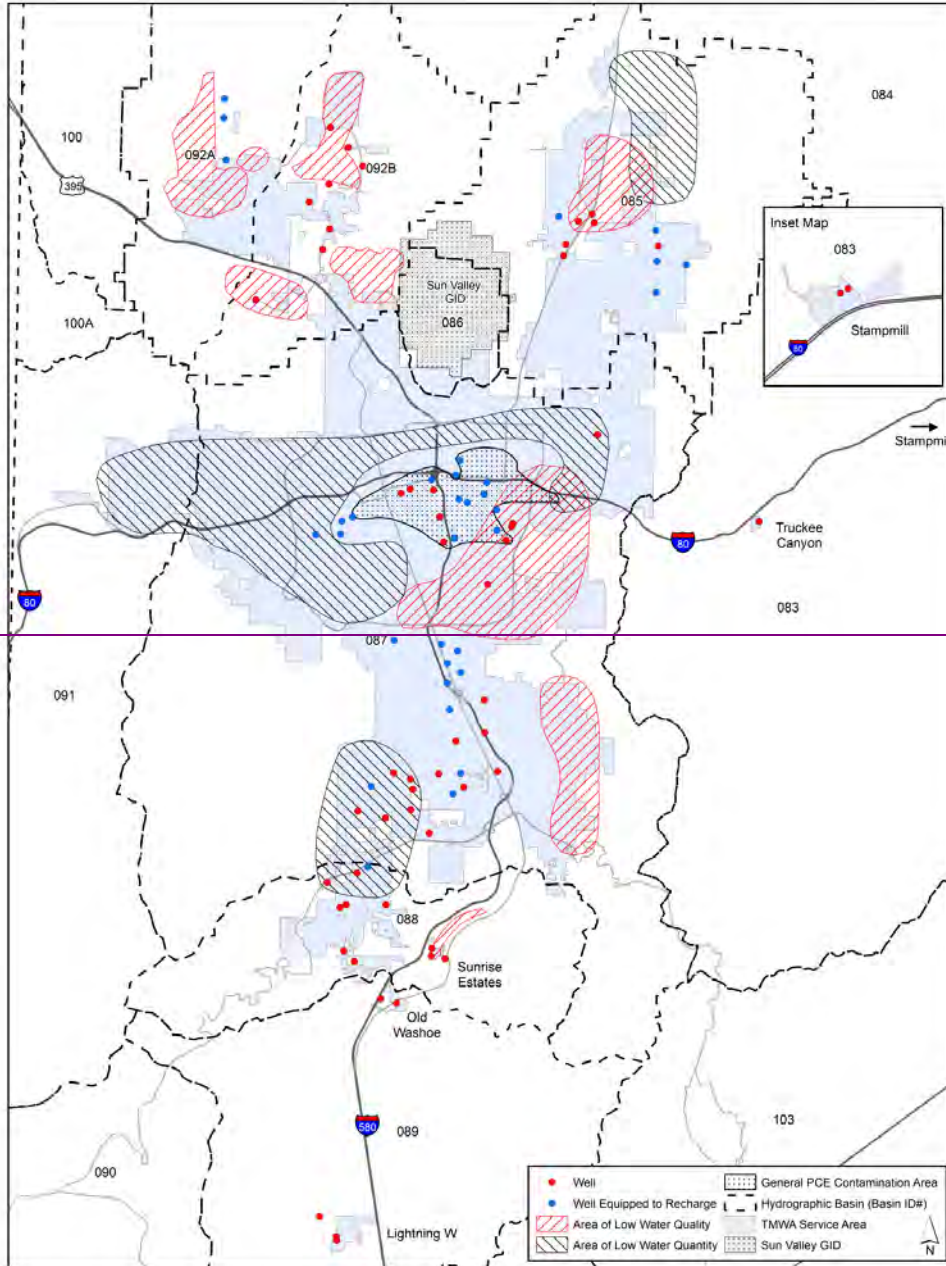 084
100
092A
092B
395
085
Inset Map
083
Stampmill
80
Sun Valley
GID
086
100A
Stampmi
Truckee
Canyon
80
083
80
087
091
088
Sunrise
Estates
Old
Washoe
580
089
103
090
Lightning W
Well
Well Equipped to Recharge
Area of Low Water Quality
Area of Low Water Quantity
General PCE Contamination Area
Hydrographic Basin (Basin ID#)
TMWA Service Area
Sun Valley GID
N